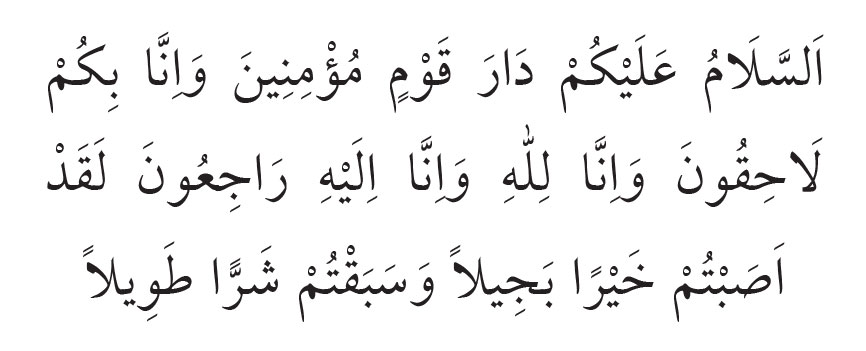 اَلسَّلَامُ عَلَيْكُمْ دَارَ قَوْمٍ مُؤْمِنِينَ وَاِنَّا بِكُمْ
لَاحِقُونَ وَاِنَّا لِلّٰهِ وَاِنَّا اِلَيْهِ رَاجِعُونَ لَقَدْ
اَصَبْتُمْ خَيْرًا بَجِيلاً وَسَبَقْتُمْ شَرًّا طَوِيلاً